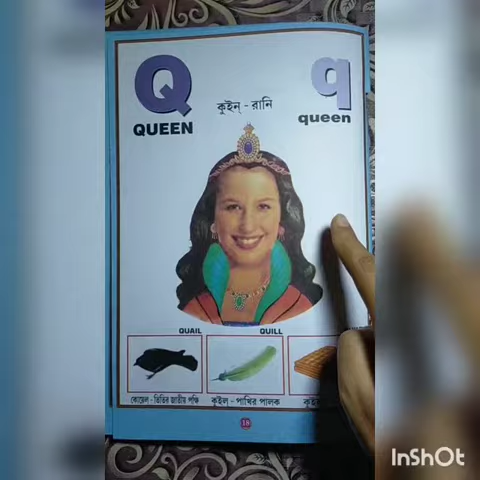 Q q
কুইন্ - রানি
QUEEN queen
QUAIL QUILL
কোয়েল - তিতির জাতীয় পক্ষি কুইল্ - পাখির পালক
18
InShOt